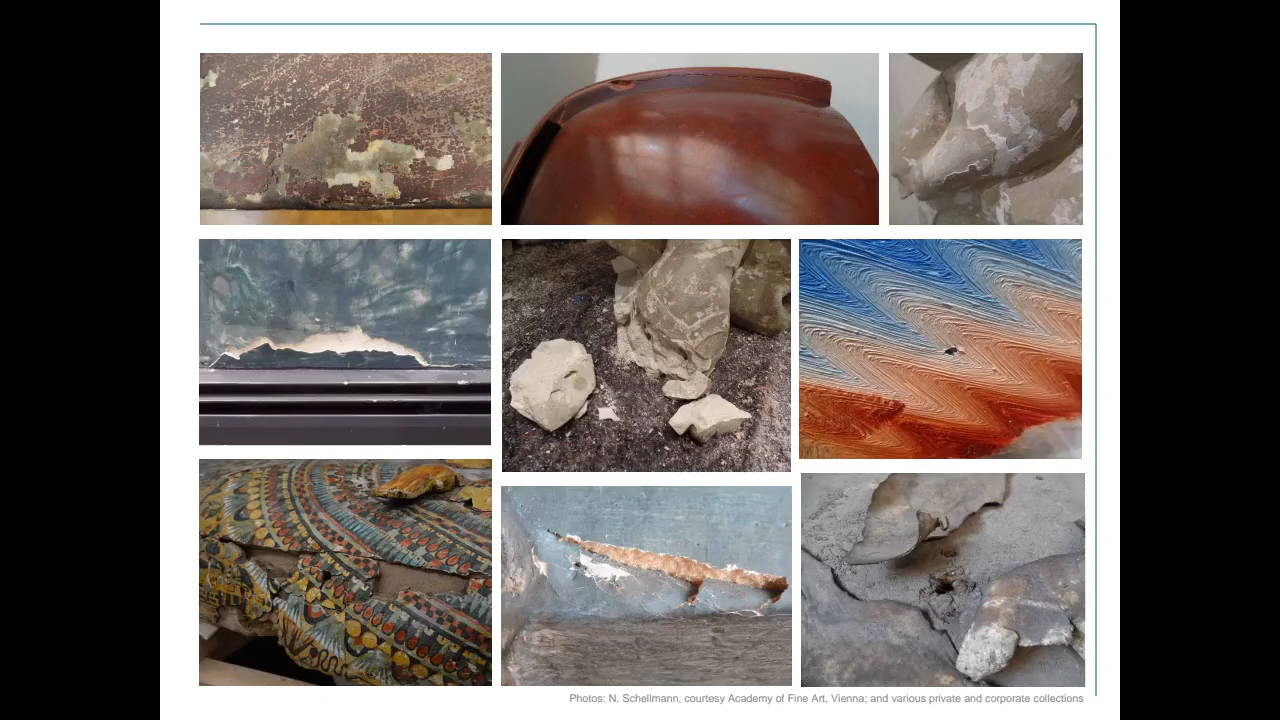 Photos: N. Schellmann, courtesy Academy of Fine Art, Vienna; and various private and corporate collections